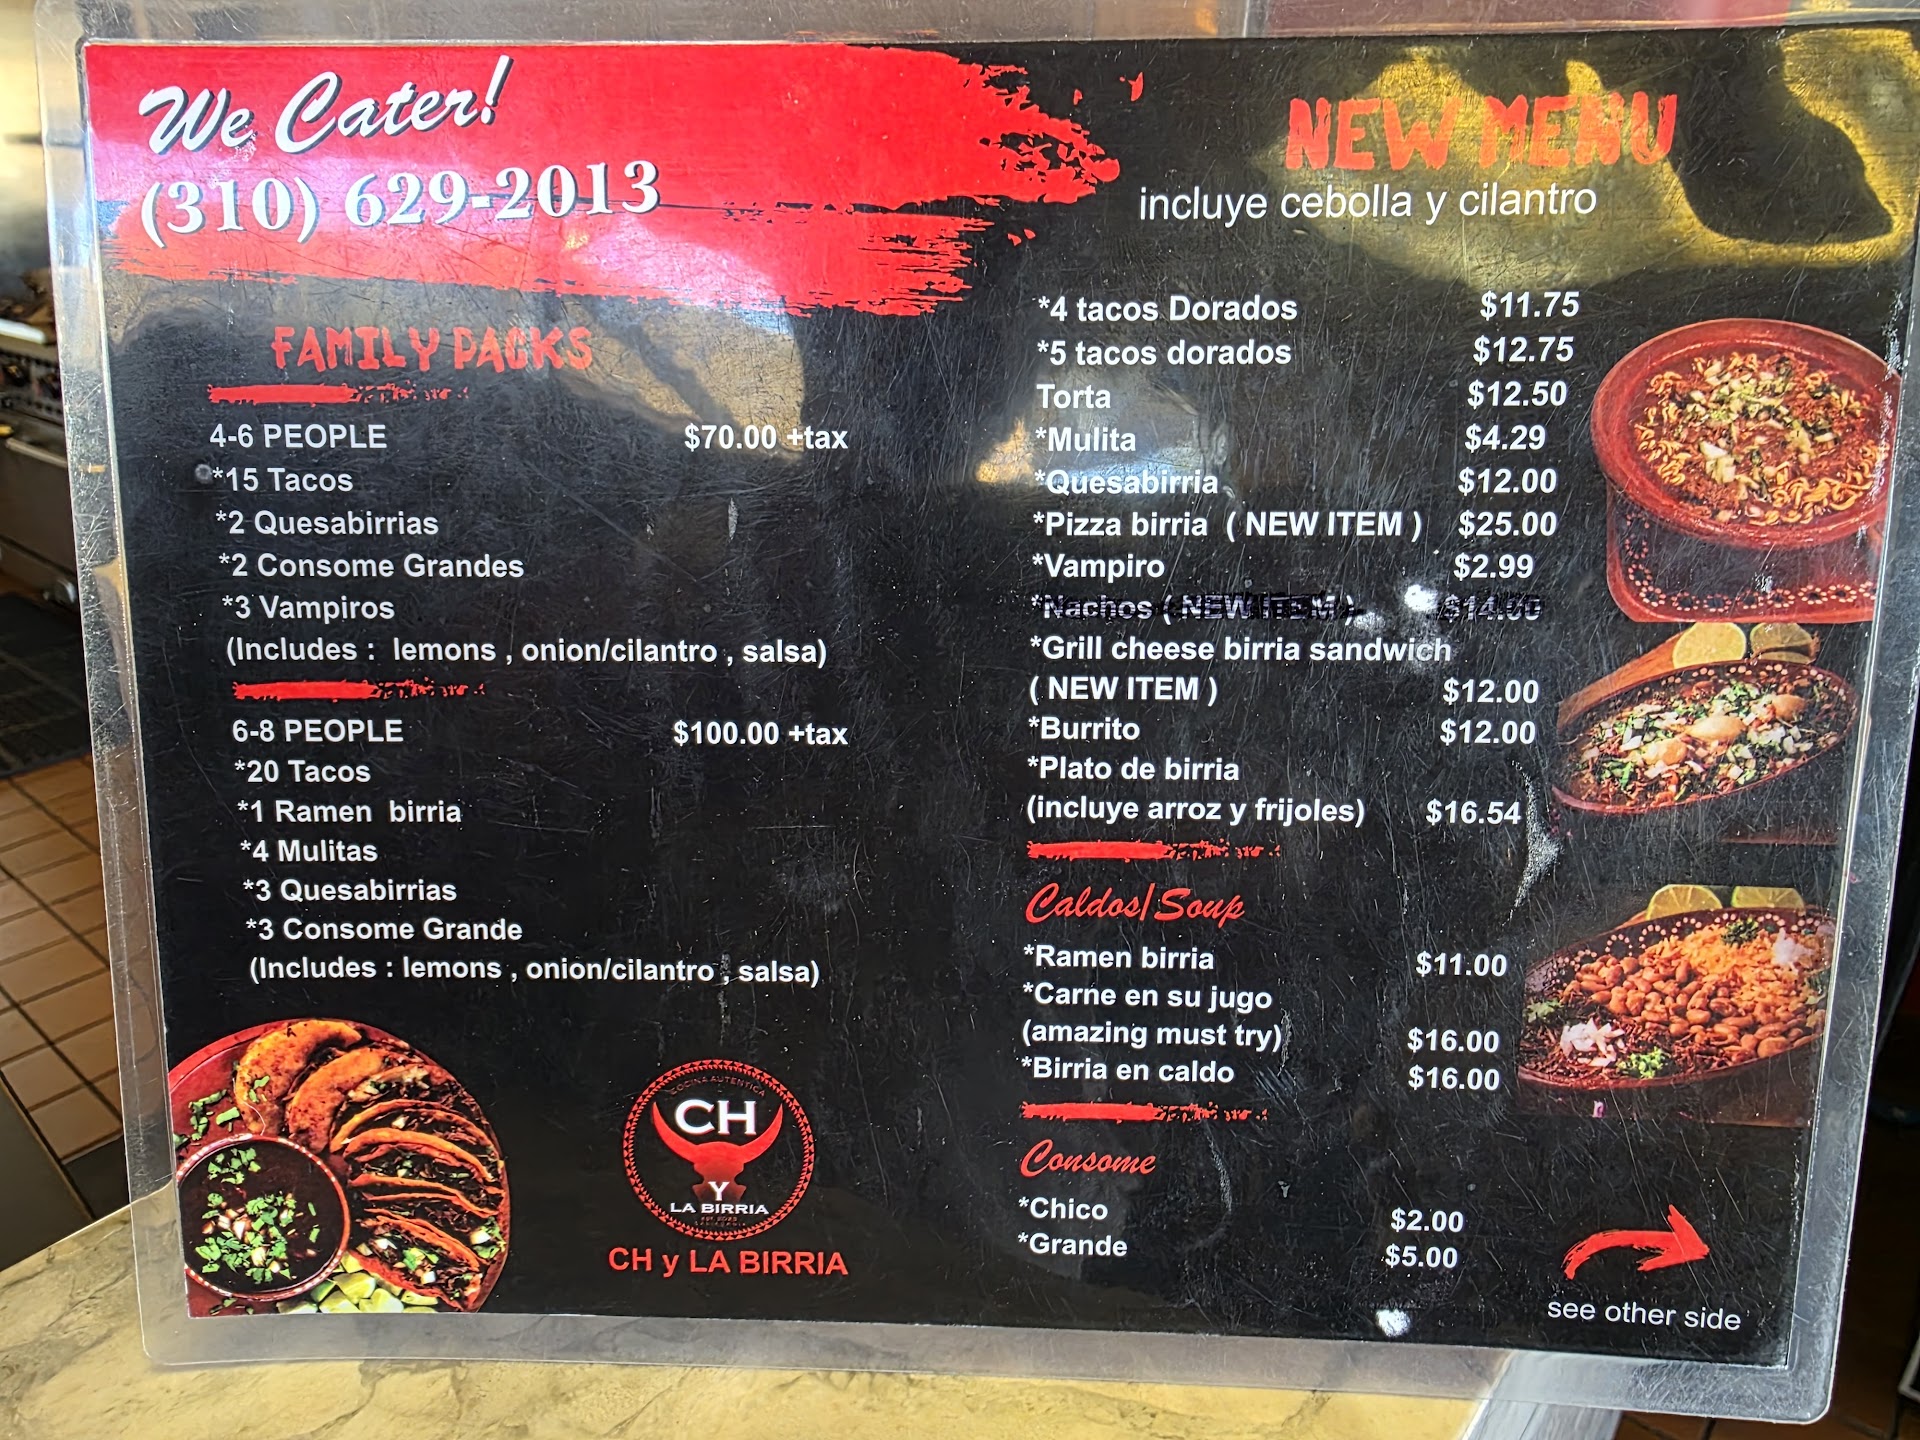 We Cater!
(310) 629-2013
FAMILY PACKS
4-6 PEOPLE $70.00 +tax
*15 Tacos
*2 Quesabirrias
*2 Consome Grandes
*3 Vampiros
(Includes : lemons , onion/cilantro , salsa)
6-8 PEOPLE $100.00 +tax
*20 Tacos
*1 Ramen birria
*4 Mulitas
*3 Quesabirrias
*3 Consome Grande
(Includes : lemons , onion/cilantro , salsa)
COCINA AUTENTICA
CH
Y
LA BIRRIA
CH y LA BIRRIA
NEW MENU
incluye cebolla y cilantro
*4 tacos Dorados $11.75
*5 tacos dorados $12.75
Torta $12.50
*Mulita $4.29
*Quesabirria $12.00
*Pizza birria ( NEW ITEM ) $25.00
*Vampiro $2.99
*Nachos ( NEW ITEM ) $14.00
*Grill cheese birria sandwich
( NEW ITEM ) $12.00
*Burrito $12.00
*Plato de birria
(incluye arroz y frijoles) $16.54
Caldos/Soup
*Ramen birria $11.00
*Carne en su jugo
(amazing must try) $16.00
*Birria en caldo $16.00
Consome
*Chico $2.00
*Grande $5.00
see other side